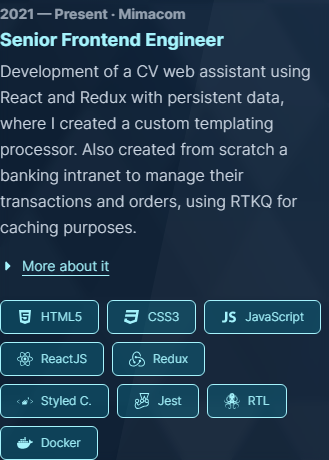 2021 — Present · Mimacom
Senior Frontend Engineer
Development of a CV web assistant using
React and Redux with persistent data,
where I created a custom templating
processor. Also created from scratch a
banking intranet to manage their
transactions and orders, using RTKQ for
caching purposes.
More about it
HTML5 CSS3 JS JavaScript
ReactJS Redux
Styled C. Jest RTL
Docker